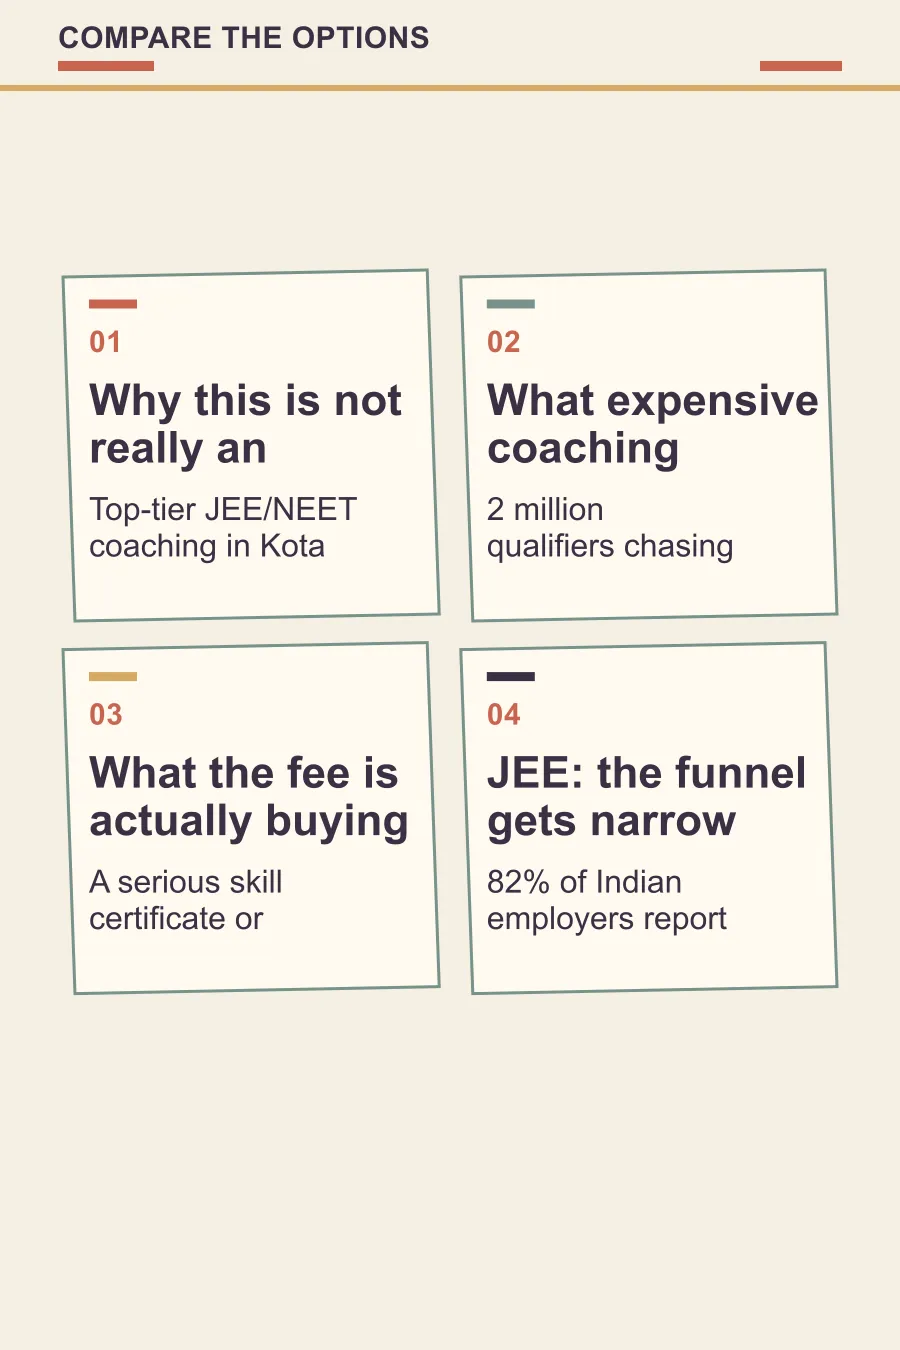 COMPARE THE OPTIONS
01
Why this is not
really an
Top-tier JEE/NEET
coaching in Kota
02
What expensive
coaching
2 million
qualifiers chasing
03
What the fee is
actually buying
A serious skill
certificate or
04
JEE: the funnel
gets narrow
82% of Indian
employers report